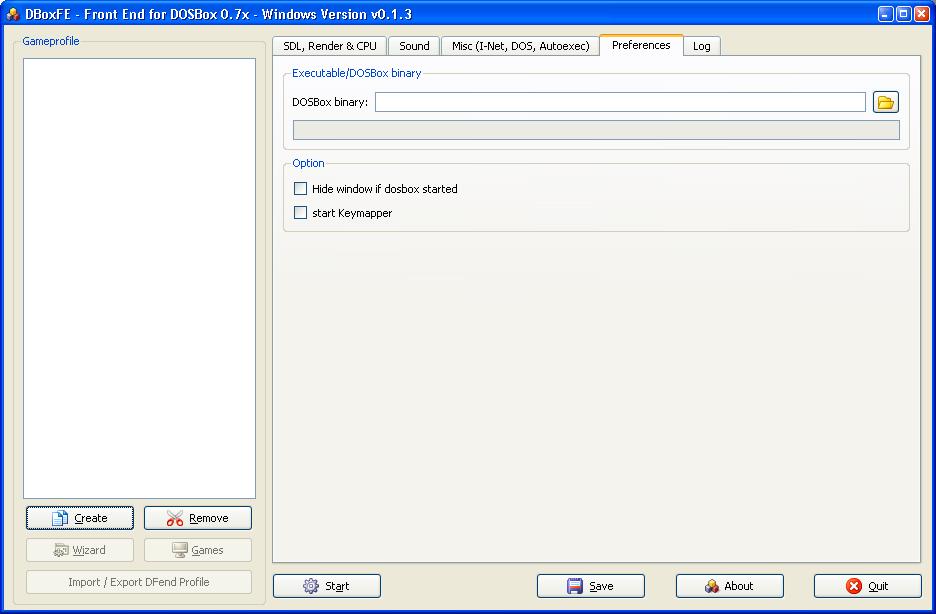 DBoxFE - Front End for DOSBox 0.7x - Windows Version v0.1.3
Gameprofile
SDL, Render & CPU
Sound
Misc (I-Net, DOS, Autoexec)
Preferences
Log
Executable/DOSBox binary
DOSBox binary:
Option
Hide window if dosbox started
start Keymapper
Create
Remove
Wizard
Games
Import / Export DFend Profile
Start
Save
About
Quit